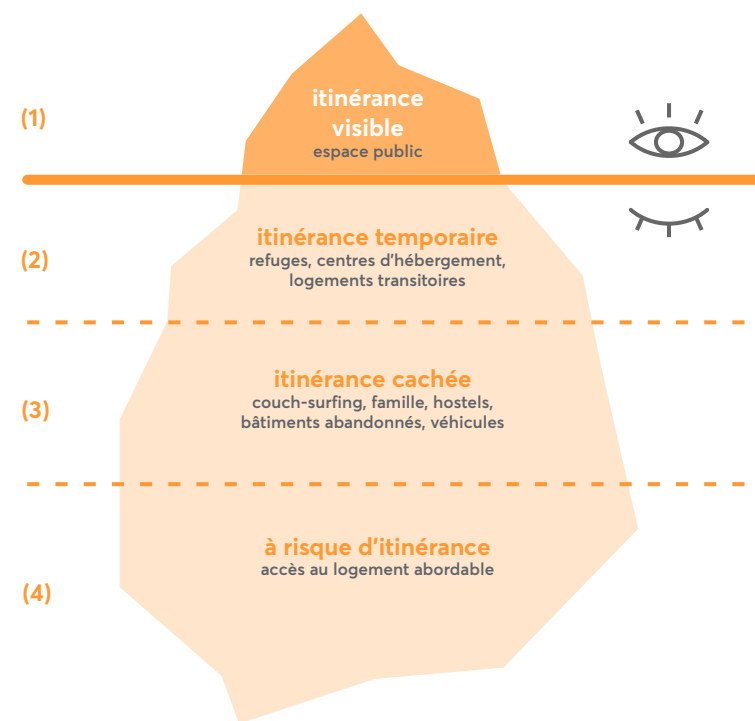 (1)
itinérance
visible
espace public
(2)
itinérance temporaire
refuges, centres d'hébergement,
logements transitoires
(3)
itinérance cachée
couch-surfing, famille, hostels,
bâtiments abandonnés, véhicules
(4)
à risque d'itinérance
accès au logement abordable